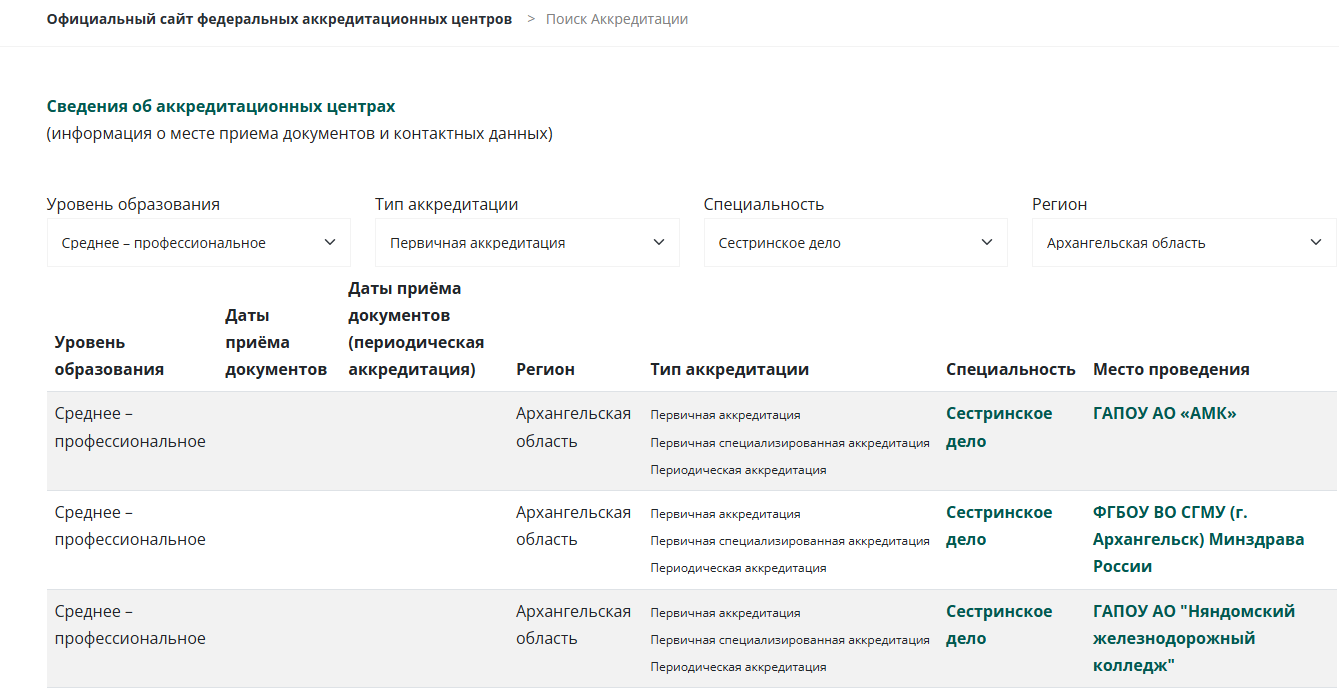 Официальный сайт федеральных аккредитационных центров > Поиск Аккредитации
Сведения об аккредитационных центрах
(информация о месте приема документов и контактных данных)
Уровень образования Тип аккредитации Специальность Регион
Среднее – профессиональное Первичная аккредитация Сестринское дело Архангельская область
Уровень образования
Даты приёма документов
Даты приёма документов (периодическая аккредитация)
Регион
Тип аккредитации
Специальность
Место проведения
Среднее –
профессиональное
Архангельская
область
Первичная аккредитация
Первичная специализированная аккредитация
Периодическая аккредитация
Сестринское
дело
ГАПОУ АО «АМК»
Среднее –
профессиональное
Архангельская
область
Первичная аккредитация
Первичная специализированная аккредитация
Периодическая аккредитация
Сестринское
дело
ФГБОУ ВО СГМУ (г.
Архангельск) Минздрава
России
Среднее –
профессиональное
Архангельская
область
Первичная аккредитация
Первичная специализированная аккредитация
Периодическая аккредитация
Сестринское
дело
ГАПОУ АО "Няндомский
железнодорожный
колледж"